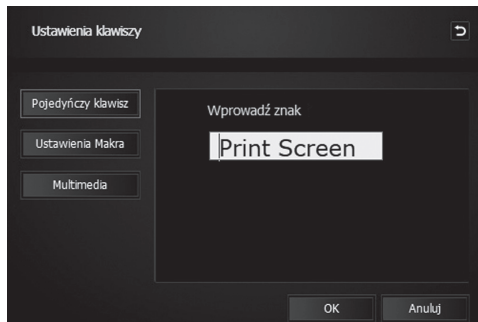 Ustawienia klawiszy
Pojedyńczy klawisz
Ustawienia Makra
Multimedia
Wprowadź znak
Print Screen
OK
Anuluj